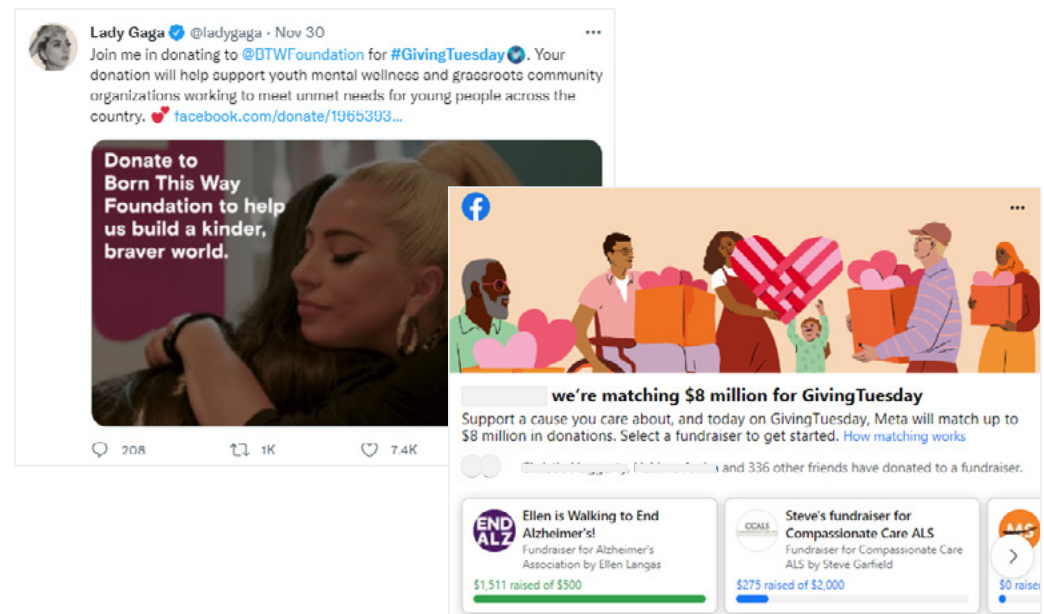 Lady Gaga @ladygaga · Nov 30
Join me in donating to @BTWFoundation for #GivingTuesday. Your
donation will help support youth mental wellness and grassroots community
organizations working to meet unmet needs for young people across the
country. 💕 facebook.com/donate/1965393...
Donate to
Born This Way
Foundation to help
us build a kinder,
braver world.
208 1K 7.4K
we're matching $8 million for GivingTuesday
Support a cause you care about, and today on GivingTuesday, Meta will match up to
$8 million in donations. Select a fundraiser to get started. How matching works
and 336 other friends have donated to a fundraiser.
END
ALZ
Ellen is Walking to End
Alzheimer's!
Fundraiser for Alzheimer's
Association by Ellen Langas
$1,511 raised of $500
CCALS
Steve's fundraiser for
Compassionate Care ALS
Fundraiser for Compassionate Care
ALS by Steve Garfield
$275 raised of $2,000
MS
$0 raise